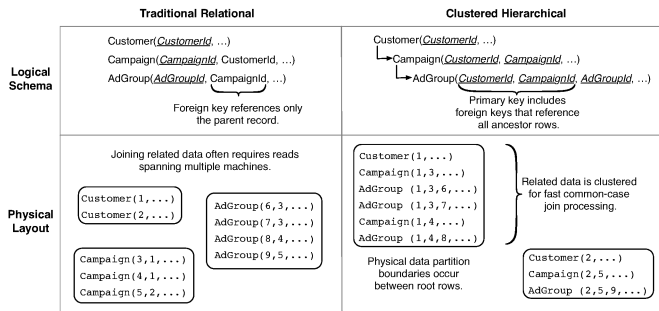 Traditional Relational
Clustered Hierarchical
Logical
Schema
Customer(CustomerId, …)
Campaign(CampaignId, CustomerId, …)
AdGroup(AdGroupId, CampaignId, …)
Foreign key references only
the parent record.
Customer(CustomerId, …)
Campaign(CustomerId, CampaignId, …)
AdGroup(CustomerId, CampaignId, AdGroupId, …)
Primary key includes
foreign keys that reference
all ancestor rows.
Physical
Layout
Joining related data often requires reads
spanning multiple machines.
Customer(1,...)
Customer(2,...)
AdGroup(6,3,...)
AdGroup(7,3,...)
AdGroup(8,4,...)
AdGroup(9,5,...)
Campaign(3,1,...)
Campaign(4,1,...)
Campaign(5,2,...)
Customer(1,...)
Campaign(1,3,...)
AdGroup (1,3,6,...)
AdGroup (1,3,7,...)
Campaign(1,4,...)
AdGroup (1,4,8,...)
Related data is clustered
for fast common-case
join processing.
Physical data partition
boundaries occur
between root rows.
Customer(2,...)
Campaign(2,5,...)
AdGroup (2,5,9,...)